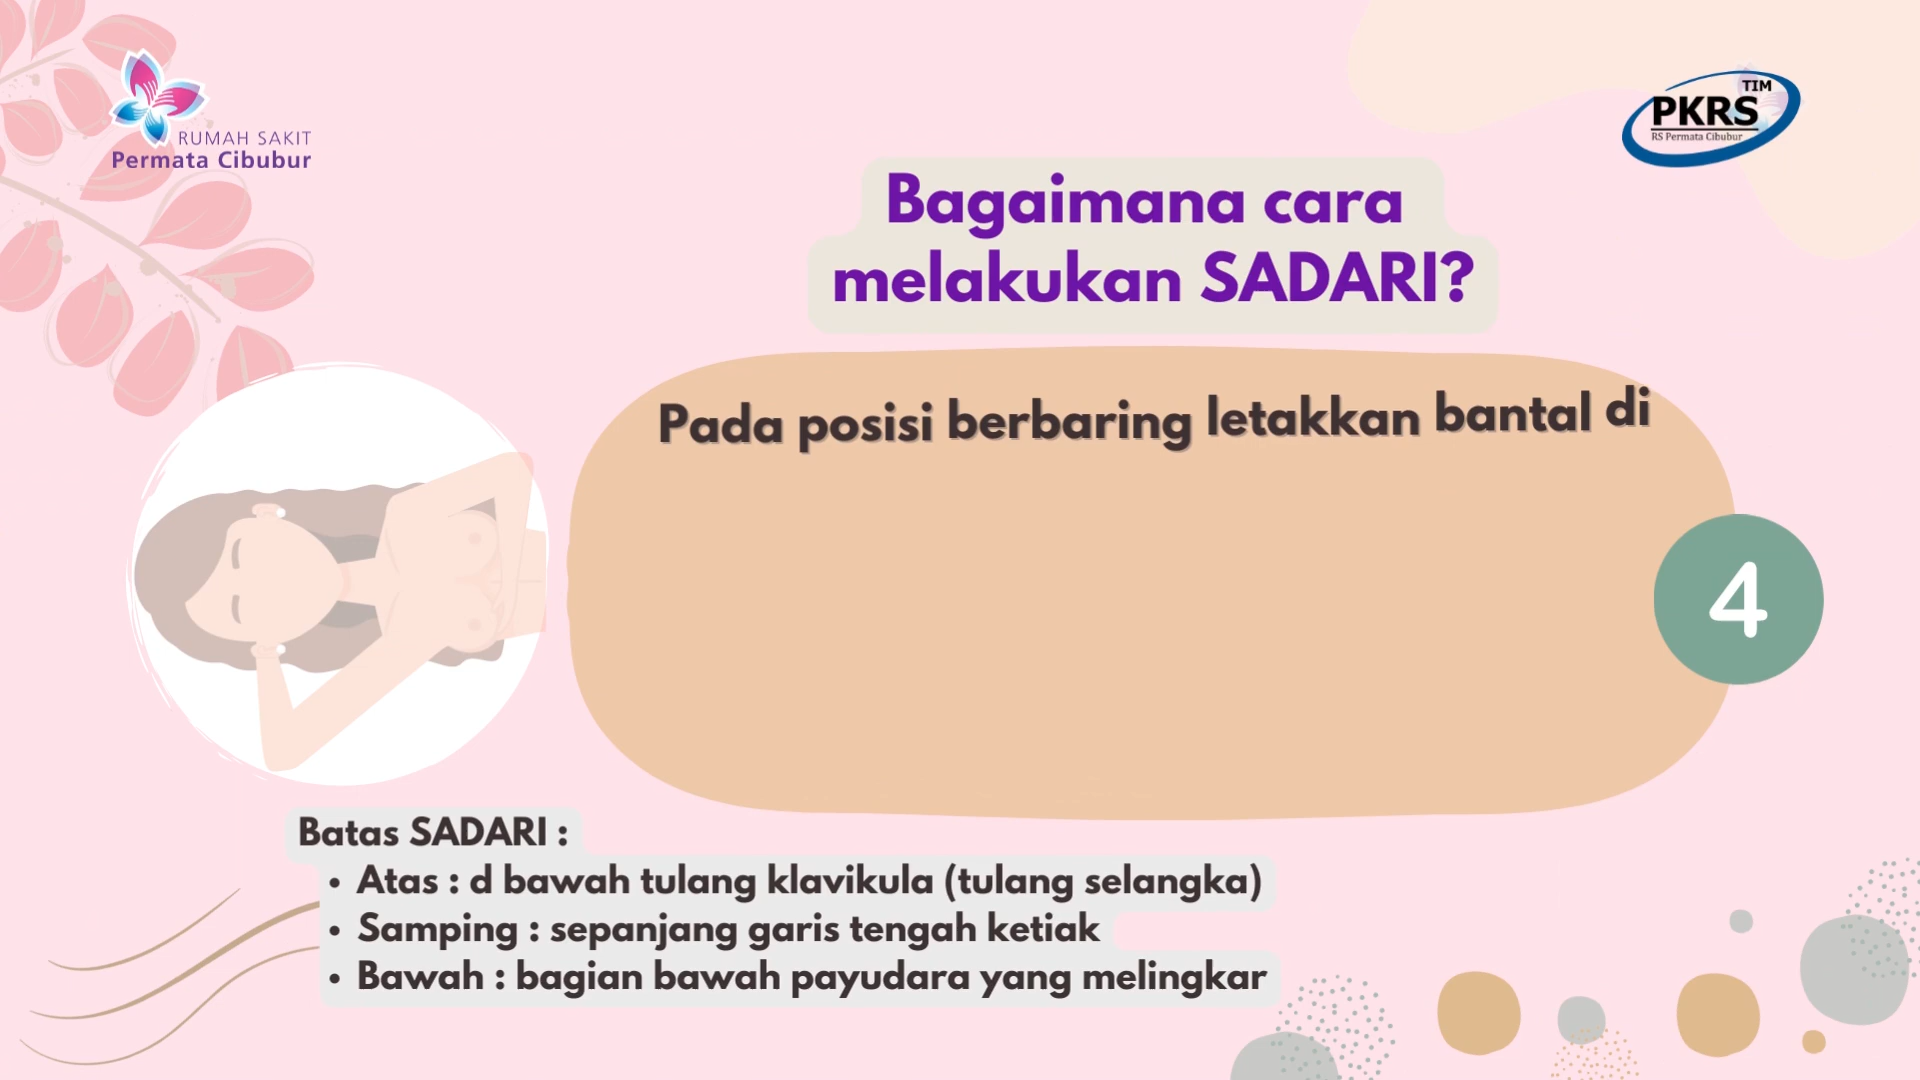 RUMAH SAKIT
Permata Cibubur
TIM
PKRS
RS Permata Cibubur
Bagaimana cara
melakukan SADARI?
Pada posisi berbaring letakkan bantal di
4
Batas SADARI :
• Atas : d bawah tulang klavikula (tulang selangka)
• Samping : sepanjang garis tengah ketiak
• Bawah : bagian bawah payudara yang melingkar